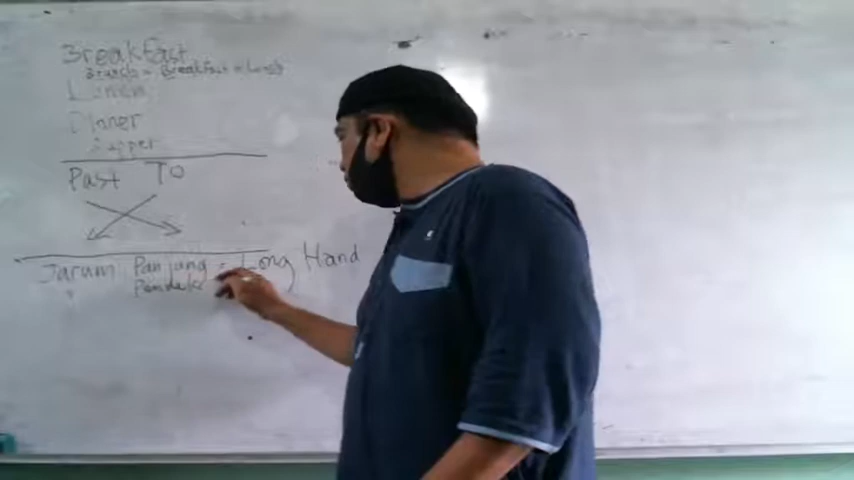 Breakfast
Brunch = Breakfast + Lunch
Lunch
Dinner
Supper
Past To
Jarum Panjang = Long Hand
" Pendek